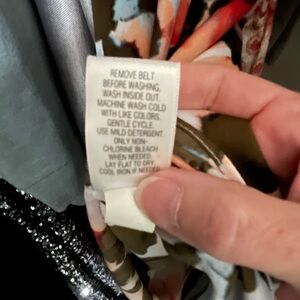 REMOVE BELT
BEFORE WASHING.
WASH INSIDE OUT.
MACHINE WASH COLD
WITH LIKE COLORS.
GENTLE CYCLE.
USE MILD DETERGENT.
ONLY NON-
CHLORINE BLEACH
WHEN NEEDED.
LAY FLAT TO DRY.
COOL IRON IF NEEDED.